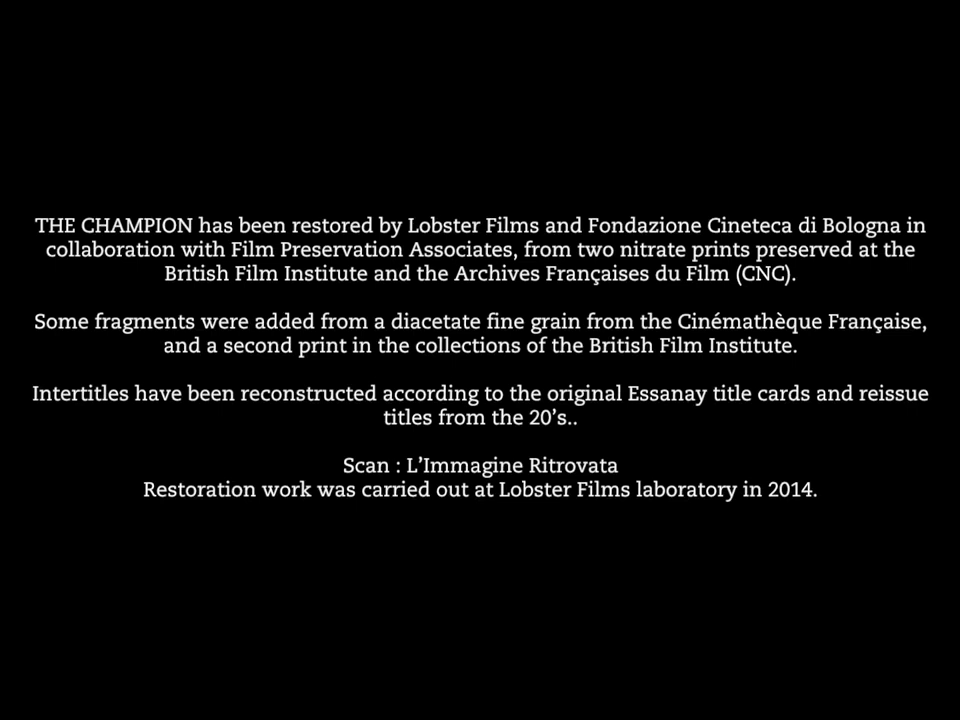 THE CHAMPION has been restored by Lobster Films and Fondazione Cineteca di Bologna in
collaboration with Film Preservation Associates, from two nitrate prints preserved at the
British Film Institute and the Archives Françaises du Film (CNC).
Some fragments were added from a diacetate fine grain from the Cinémathèque Française,
and a second print in the collections of the British Film Institute.
Intertitles have been reconstructed according to the original Essanay title cards and reissue
titles from the 20’s..
Scan : L’Immagine Ritrovata
Restoration work was carried out at Lobster Films laboratory in 2014.